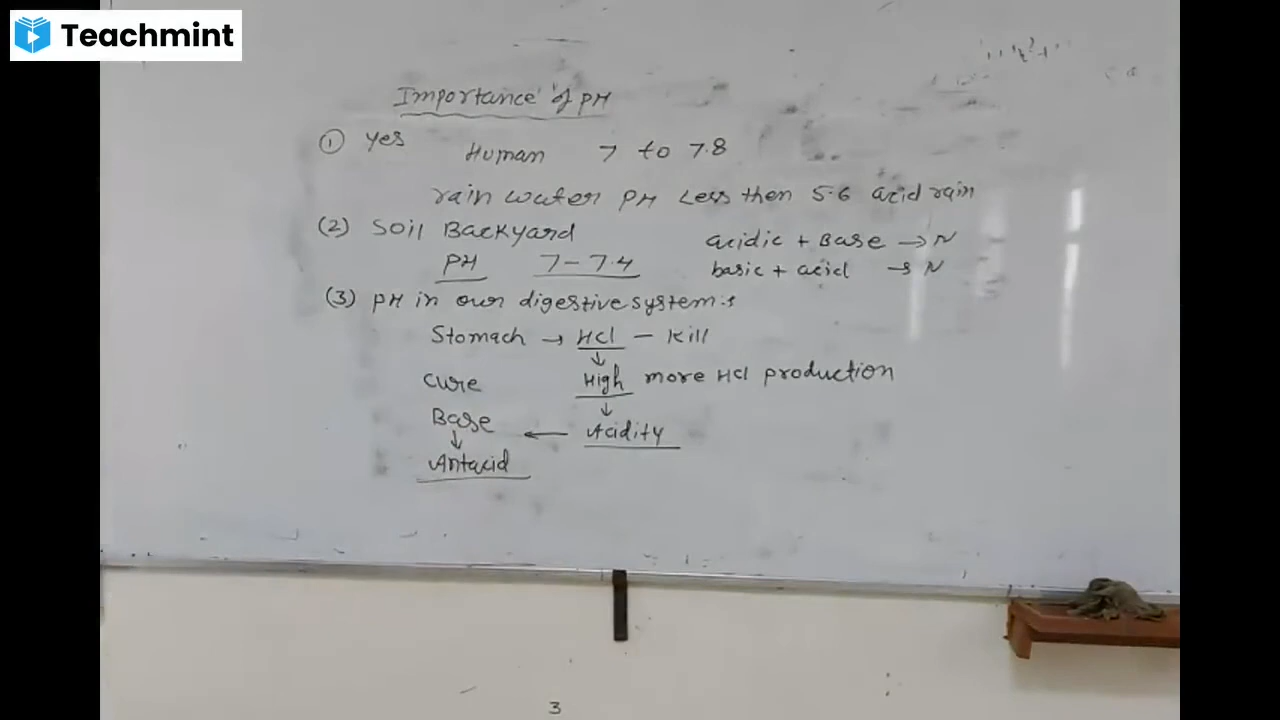 Teachmint
Importance of PH
① Yes
Human 7 to 7.8
rain water PH Less then 5.6 acid rain
(2) Soil Backyard
acidic + Base → N
PH 7 - 7.4
basic + acid → N
(3) PH in our digestive system:s
Stomach → HCl - Kill
↓
Cure High more HCl production
↓
Base ← Acidity
↓
Antacid
3